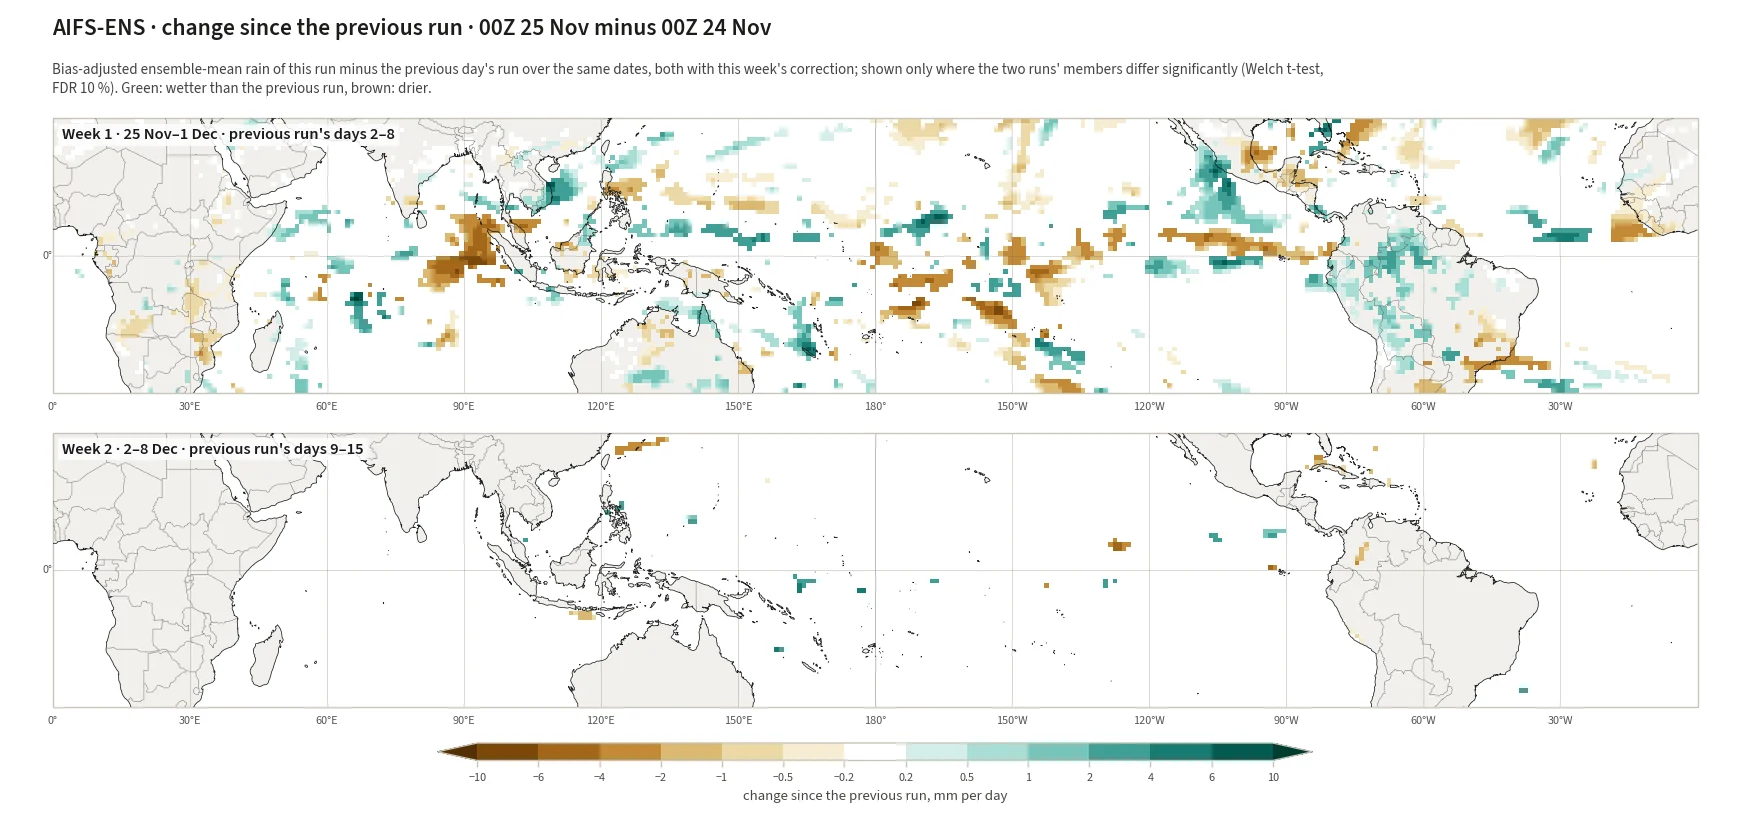 AIFS-ENS · change since the previous run · 00Z 25 Nov minus 00Z 24 Nov
Bias-adjusted ensemble-mean rain of this run minus the previous day's run over the same dates, both with this week's correction; shown only where the two runs' members differ significantly (Welch t-test,
FDR 10 %). Green: wetter than the previous run, brown: drier.
Week 1 · 25 Nov–1 Dec · previous run's days 2–8
0°
0° 30°E 60°E 90°E 120°E 150°E 180° 150°W 120°W 90°W 60°W 30°W
Week 2 · 2–8 Dec · previous run's days 9–15
0°
0° 30°E 60°E 90°E 120°E 150°E 180° 150°W 120°W 90°W 60°W 30°W
−10 −6 −4 −2 −1 −0.5 −0.2 0.2 0.5 1 2 4 6 10
change since the previous run, mm per day